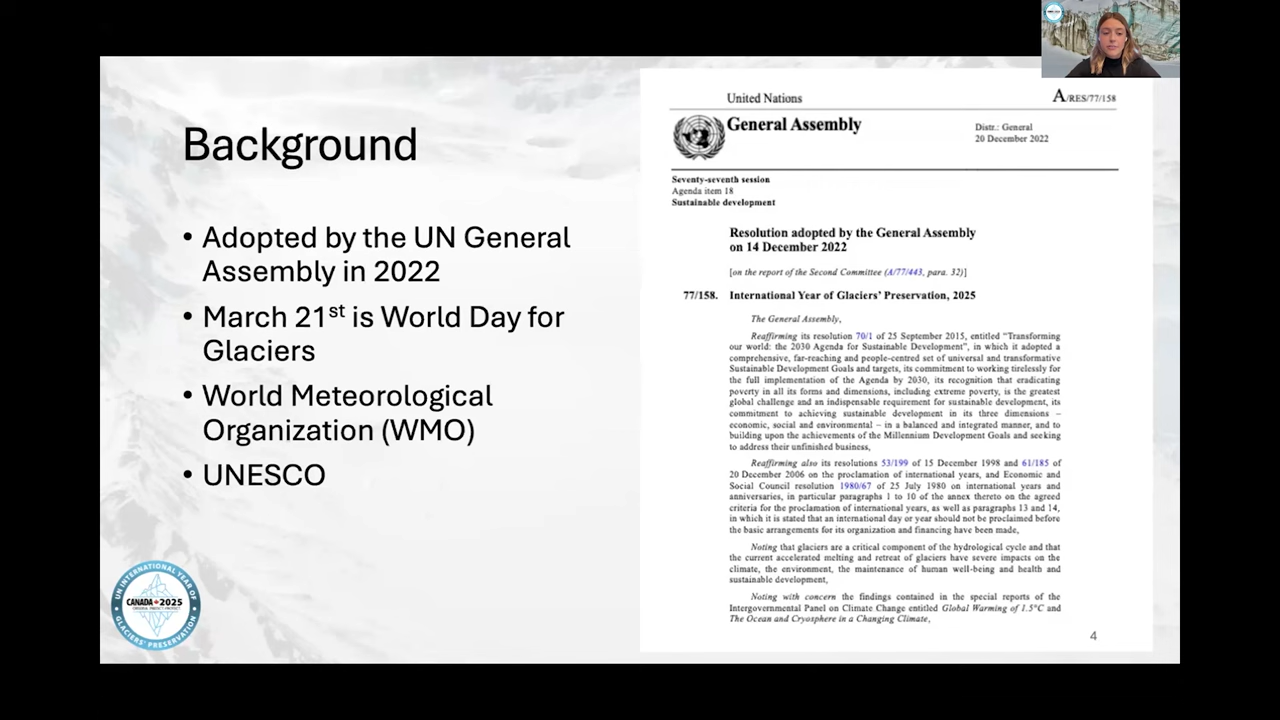 Background
• Adopted by the UN General
Assembly in 2022
• March 21st is World Day for
Glaciers
• World Meteorological
Organization (WMO)
• UNESCO
UN INTERNATIONAL YEAR OF
CANADA 2025
GLACIERS' PRESERVATION
United Nations
A/RES/77/158
General Assembly
Distr.: General
20 December 2022
Seventy-seventh session
Agenda item 18
Sustainable development
Resolution adopted by the General Assembly
on 14 December 2022
[on the report of the Second Committee (A/77/443, para. 32)]
77/158. International Year of Glaciers' Preservation, 2025
The General Assembly,
Reaffirming its resolution 70/1 of 25 September 2015, entitled “Transforming
our world: the 2030 Agenda for Sustainable Development”, in which it adopted a
comprehensive, far-reaching and people-centred set of universal and transformative
Sustainable Development Goals and targets, its commitment to working tirelessly for
the full implementation of the Agenda by 2030, its recognition that eradicating
poverty in all its forms and dimensions, including extreme poverty, is the greatest
global challenge and an indispensable requirement for sustainable development, its
commitment to achieving sustainable development in its three dimensions –
economic, social and environmental – in a balanced and integrated manner, and to
building upon the achievements of the Millennium Development Goals and seeking
to address their unfinished business,
Reaffirming also its resolutions 53/199 of 15 December 1998 and 61/185 of
20 December 2006 on the proclamation of international years, and Economic and
Social Council resolution 1980/67 of 25 July 1980 on international years and
anniversaries, in particular paragraphs 1 to 10 of the annex thereto on the agreed
criteria for the proclamation of international years, as well as paragraphs 13 and 14,
in which it is stated that an international day or year should not be proclaimed before
the basic arrangements for its organization and financing have been made,
Noting that glaciers are a critical component of the hydrological cycle and that
the current accelerated melting and retreat of glaciers have severe impacts on the
climate, the environment, the maintenance of human well-being and health and
sustainable development,
Noting with concern the findings contained in the special reports of the
Intergovernmental Panel on Climate Change entitled Global Warming of 1.5°C and
The Ocean and Cryosphere in a Changing Climate,
4